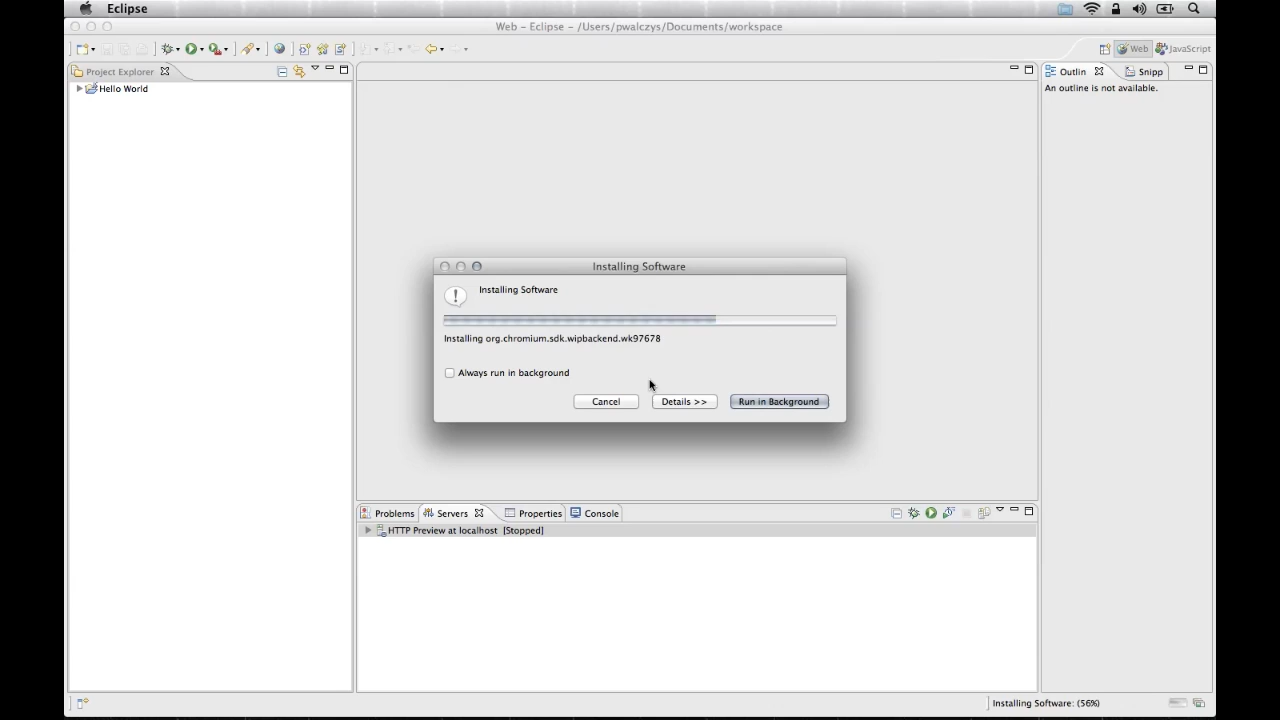 Eclipse
Web – Eclipse – /Users/pwalczys/Documents/workspace
Web
JavaScript
Project Explorer
Outlin
Snipp
Hello World
An outline is not available.
Installing Software
Installing Software
Installing org.chromium.sdk.wipbackend.wk97678
Always run in background
Cancel
Details >>
Run in Background
Problems
Servers
Properties
Console
HTTP Preview at localhost [Stopped]
Installing Software: (56%)